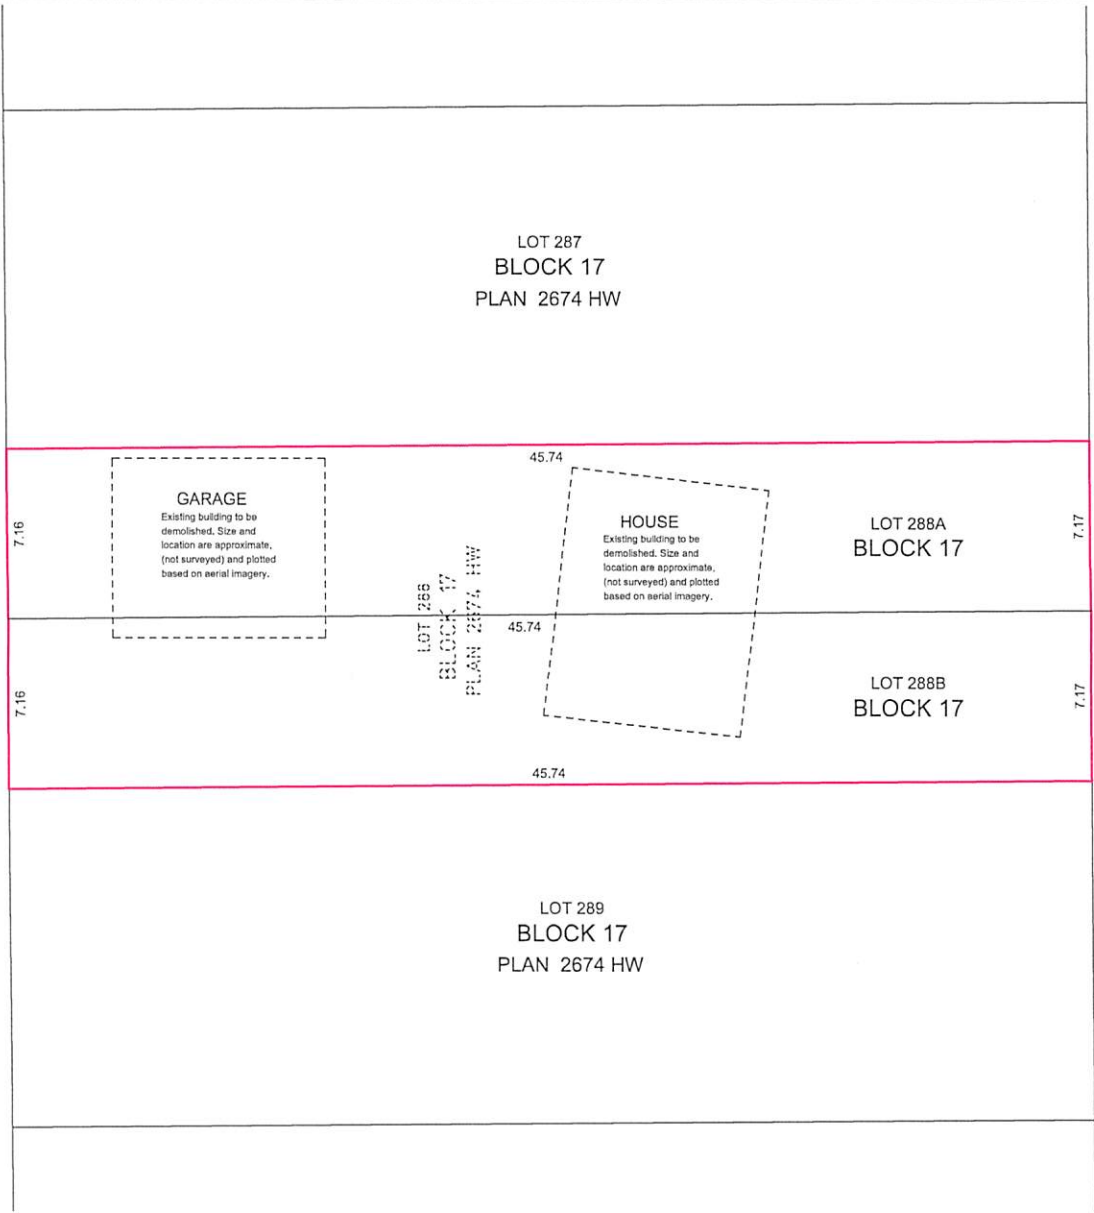 LOT 287
BLOCK 17
PLAN 2674 HW
45.74
GARAGE
Existing building to be
demolished. Size and
location are approximate,
(not surveyed) and plotted
based on aerial imagery.
7.16
HOUSE
Existing building to be
demolished. Size and
location are approximate,
(not surveyed) and plotted
based on aerial imagery.
LOT 288A
BLOCK 17
7.17
LOT 288
BLOCK 17
PLAN 2674 HW
45.74
7.16
LOT 288B
BLOCK 17
7.17
45.74
LOT 289
BLOCK 17
PLAN 2674 HW